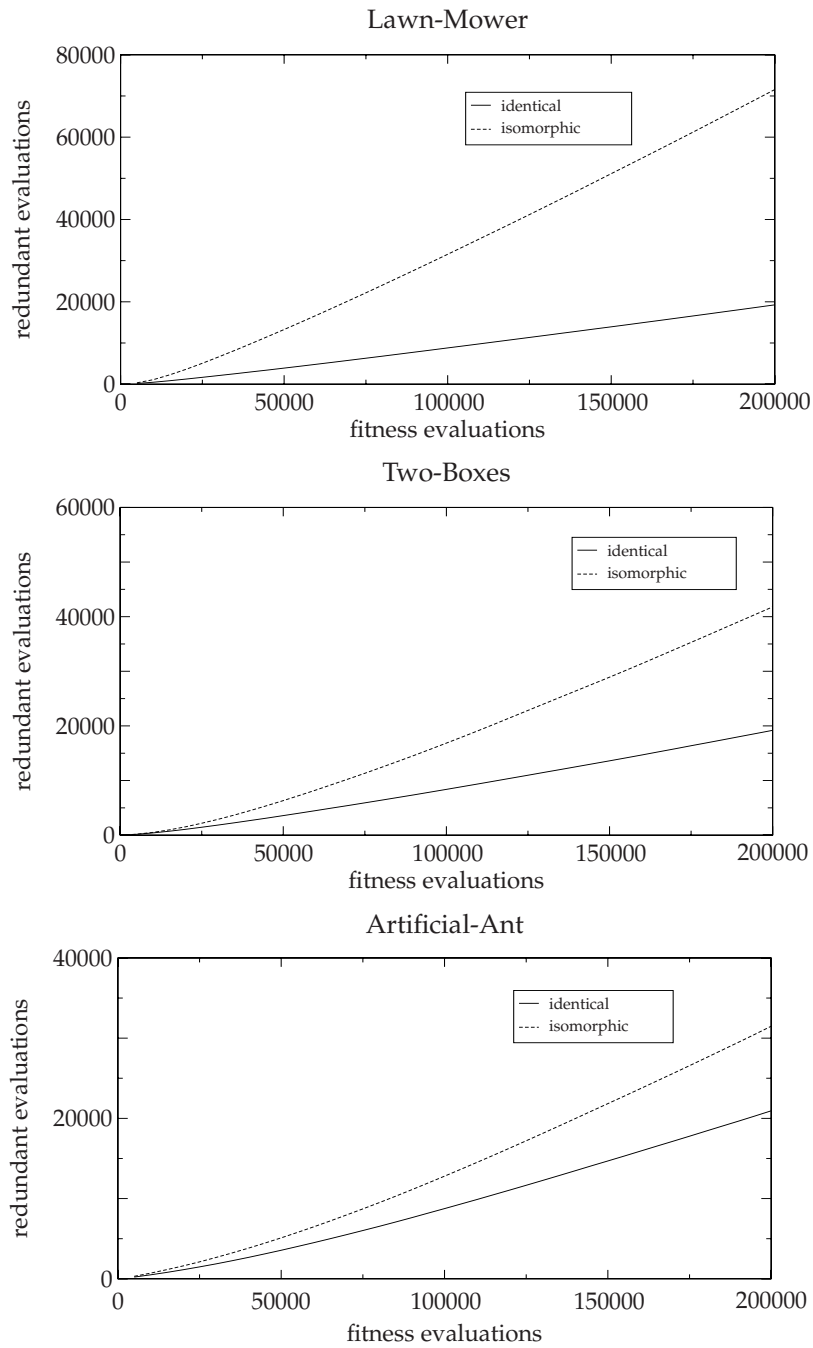 Lawn-Mower
80000
60000
40000
20000
0
redundant evaluations
identical
isomorphic
0 50000 100000 150000 200000
fitness evaluations
Two-Boxes
60000
40000
20000
0
redundant evaluations
identical
isomorphic
0 50000 100000 150000 200000
fitness evaluations
Artificial-Ant
40000
20000
0
redundant evaluations
identical
isomorphic
0 50000 100000 150000 200000
fitness evaluations